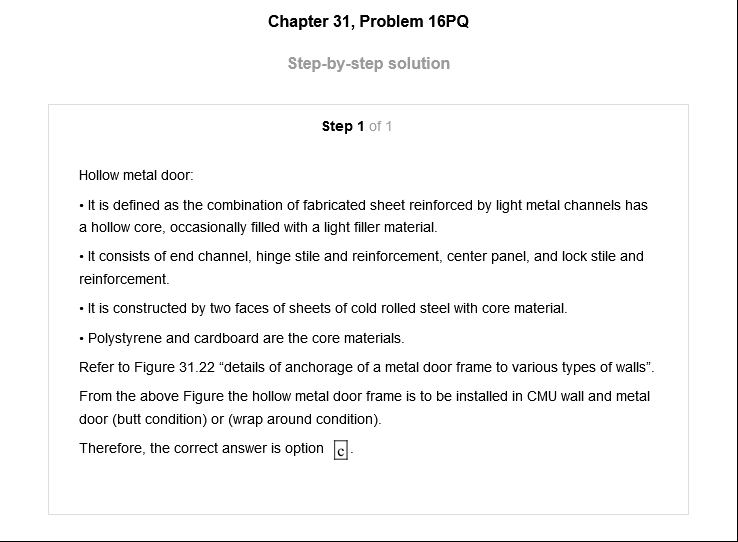 Chapter 31, Problem 16PQ
Step-by-step solution
Step 1 of 1
Hollow metal door:
• It is defined as the combination of fabricated sheet reinforced by light metal channels has
a hollow core, occasionally filled with a light filler material.
• It consists of end channel, hinge stile and reinforcement, center panel, and lock stile and
reinforcement.
• It is constructed by two faces of sheets of cold rolled steel with core material.
• Polystyrene and cardboard are the core materials.
Refer to Figure 31.22 “details of anchorage of a metal door frame to various types of walls”.
From the above Figure the hollow metal door frame is to be installed in CMU wall and metal
door (butt condition) or (wrap around condition).
Therefore, the correct answer is option c.